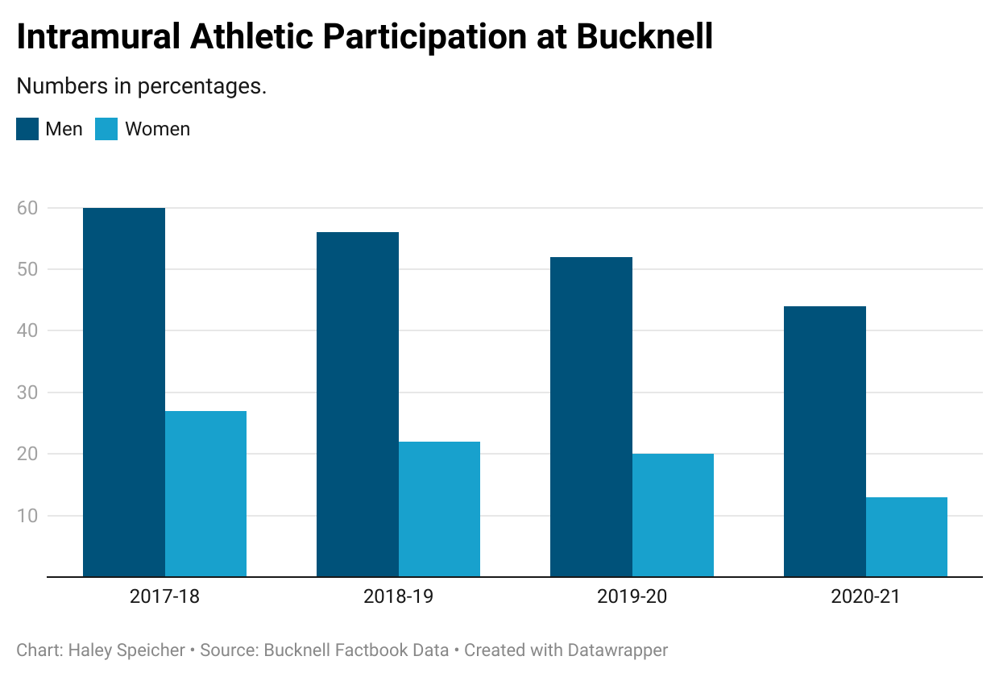 Intramural Athletic Participation at Bucknell
Numbers in percentages.
Men Women
60
50
40
30
20
10
2017-18 2018-19 2019-20 2020-21
Chart: Haley Speicher • Source: Bucknell Factbook Data • Created with Datawrapper